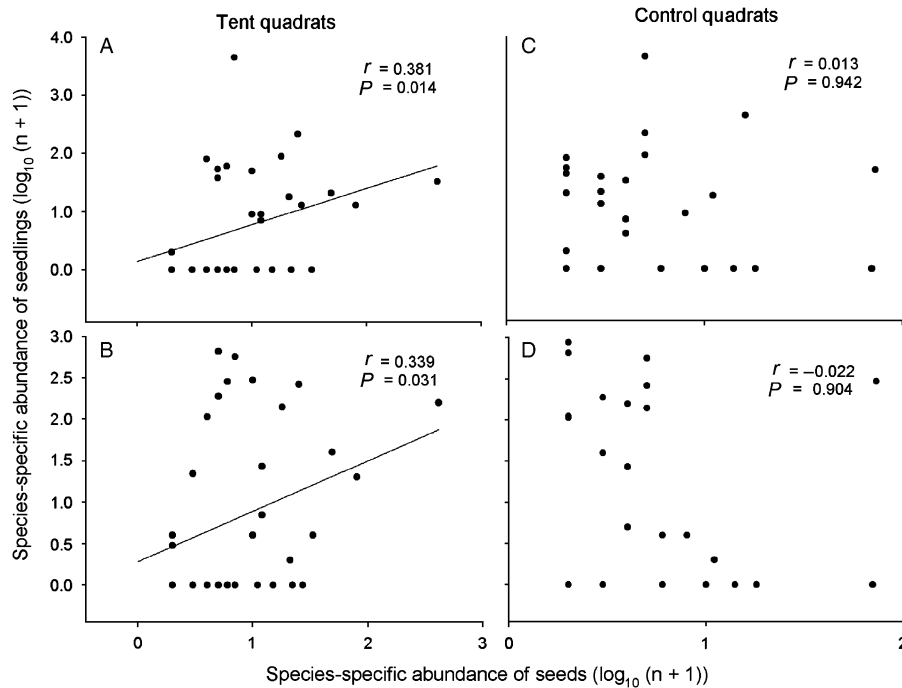 Tent quadrats
Control quadrats
Species-specific abundance of seedlings (log10 (n + 1))
A
r = 0.381
P = 0.014
4.0
3.0
2.0
1.0
0.0
C
r = 0.013
P = 0.942
B
r = 0.339
P = 0.031
3.0
2.5
2.0
1.5
1.0
0.5
0.0
D
r = –0.022
P = 0.904
0
1
2
3
0
1
2
Species-specific abundance of seeds (log10 (n + 1))